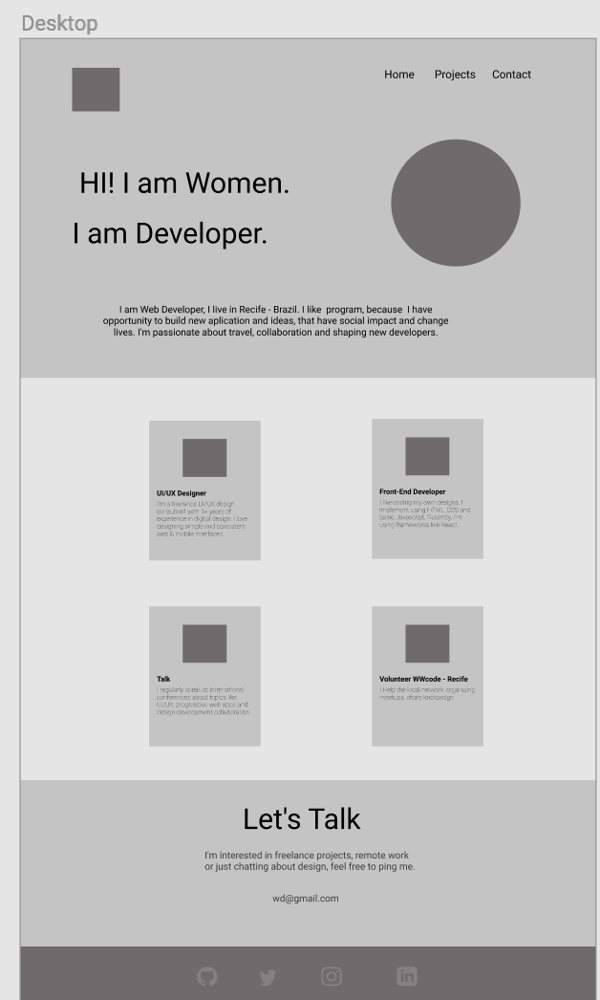 Desktop
Home Projects Contact
HI! I am Women.
I am Developer.
I am Web Developer, I live in Recife - Brazil. I like program, because I have
opportunity to build new aplication and ideas, that have social impact and change
lives. I'm passionate about travel, collaboration and shaping new developers.
UI/UX Designer
I'm a freelance UI/UX design
consultant with 1+ years of
experience in digital design. I love
designing simple and consistent
web & mobile interfaces.
Front-End Developer
I like coding my own designs. I
implement using HTML, CSS and
basic Javascript. Recently, I'm
using frameworks like React .
Talk
I regularly speak at international
conferences about topics like
UI/UX, progressive web apps and
design-development collaboration.
Volunteer WWcode - Recife
I Help the local network, organizing
meetups, share knolowdge.
Let's Talk
I'm interested in freelance projects, remote work
or just chatting about design, feel free to ping me.
wd@gmail.com
in